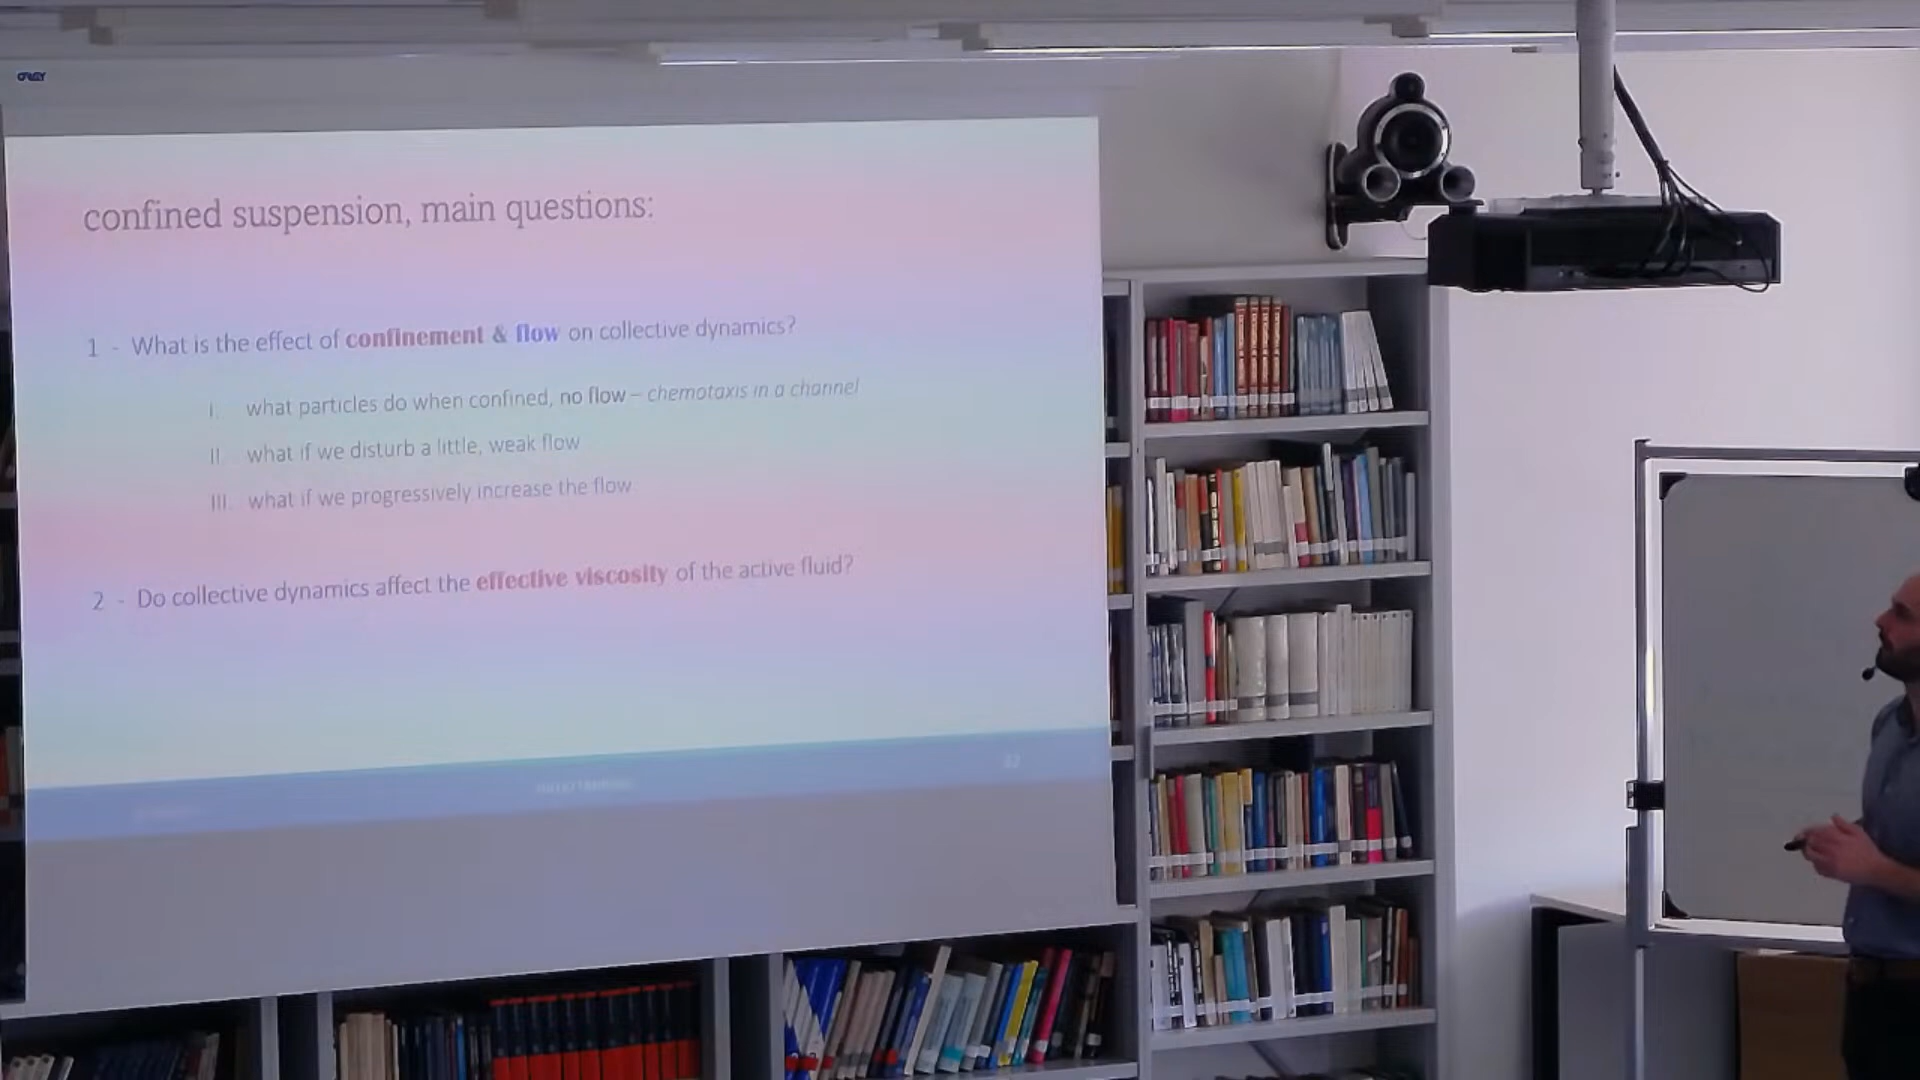 confined suspension, main questions:
1 - What is the effect of confinement & flow on collective dynamics?
I. what particles do when confined, no flow – chemotaxis in a channel
II. what if we disturb a little, weak flow
III. what if we progressively increase the flow
2 - Do collective dynamics affect the effective viscosity of the active fluid?